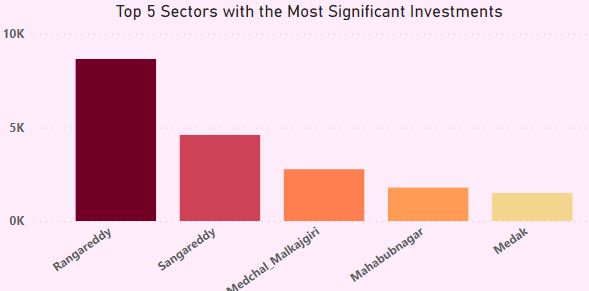 Top 5 Sectors with the Most Significant Investments
10K
5K
0K
Rangareddy
Sangareddy
Medchal_Malkajgiri
Mahabubnagar
Medak